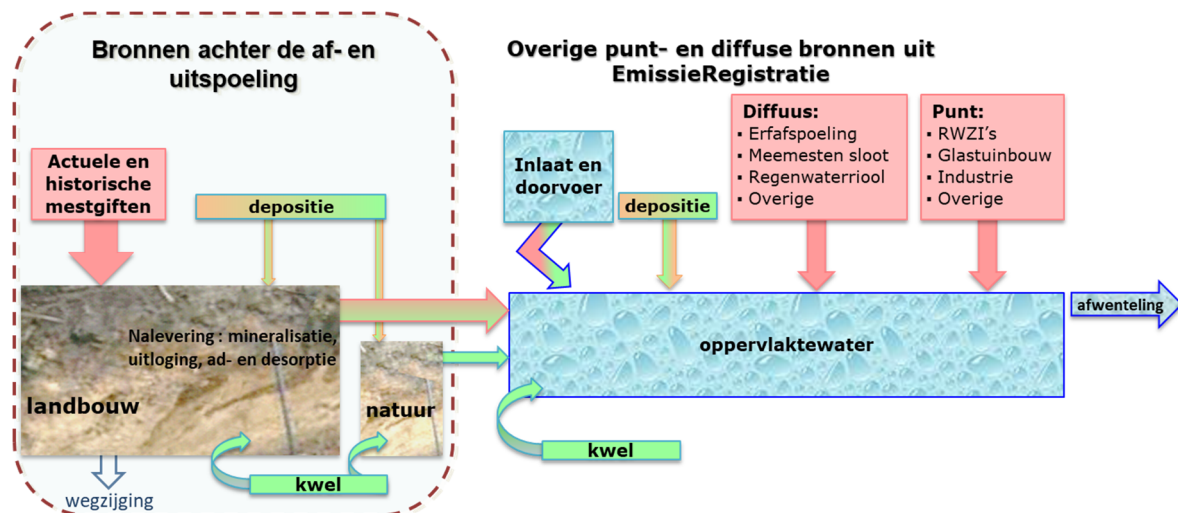 Bronnen achter de af- en
uitspoeling
Overige punt- en diffuse bronnen uit
EmissieRegistratie
Actuele en
historische
mestgiften
depositie
Inlaat en
doorvoer
depositie
Diffuus:
▪ Erfafspoeling
▪ Meemesten sloot
▪ Regenwaterriool
▪ Overige
Punt:
▪ RWZI's
▪ Glastuinbouw
▪ Industrie
▪ Overige
Nalevering : mineralisatie,
uitloging, ad- en desorptie
landbouw
natuur
oppervlaktewater
afwenteling
kwel
kwel
wegzijging